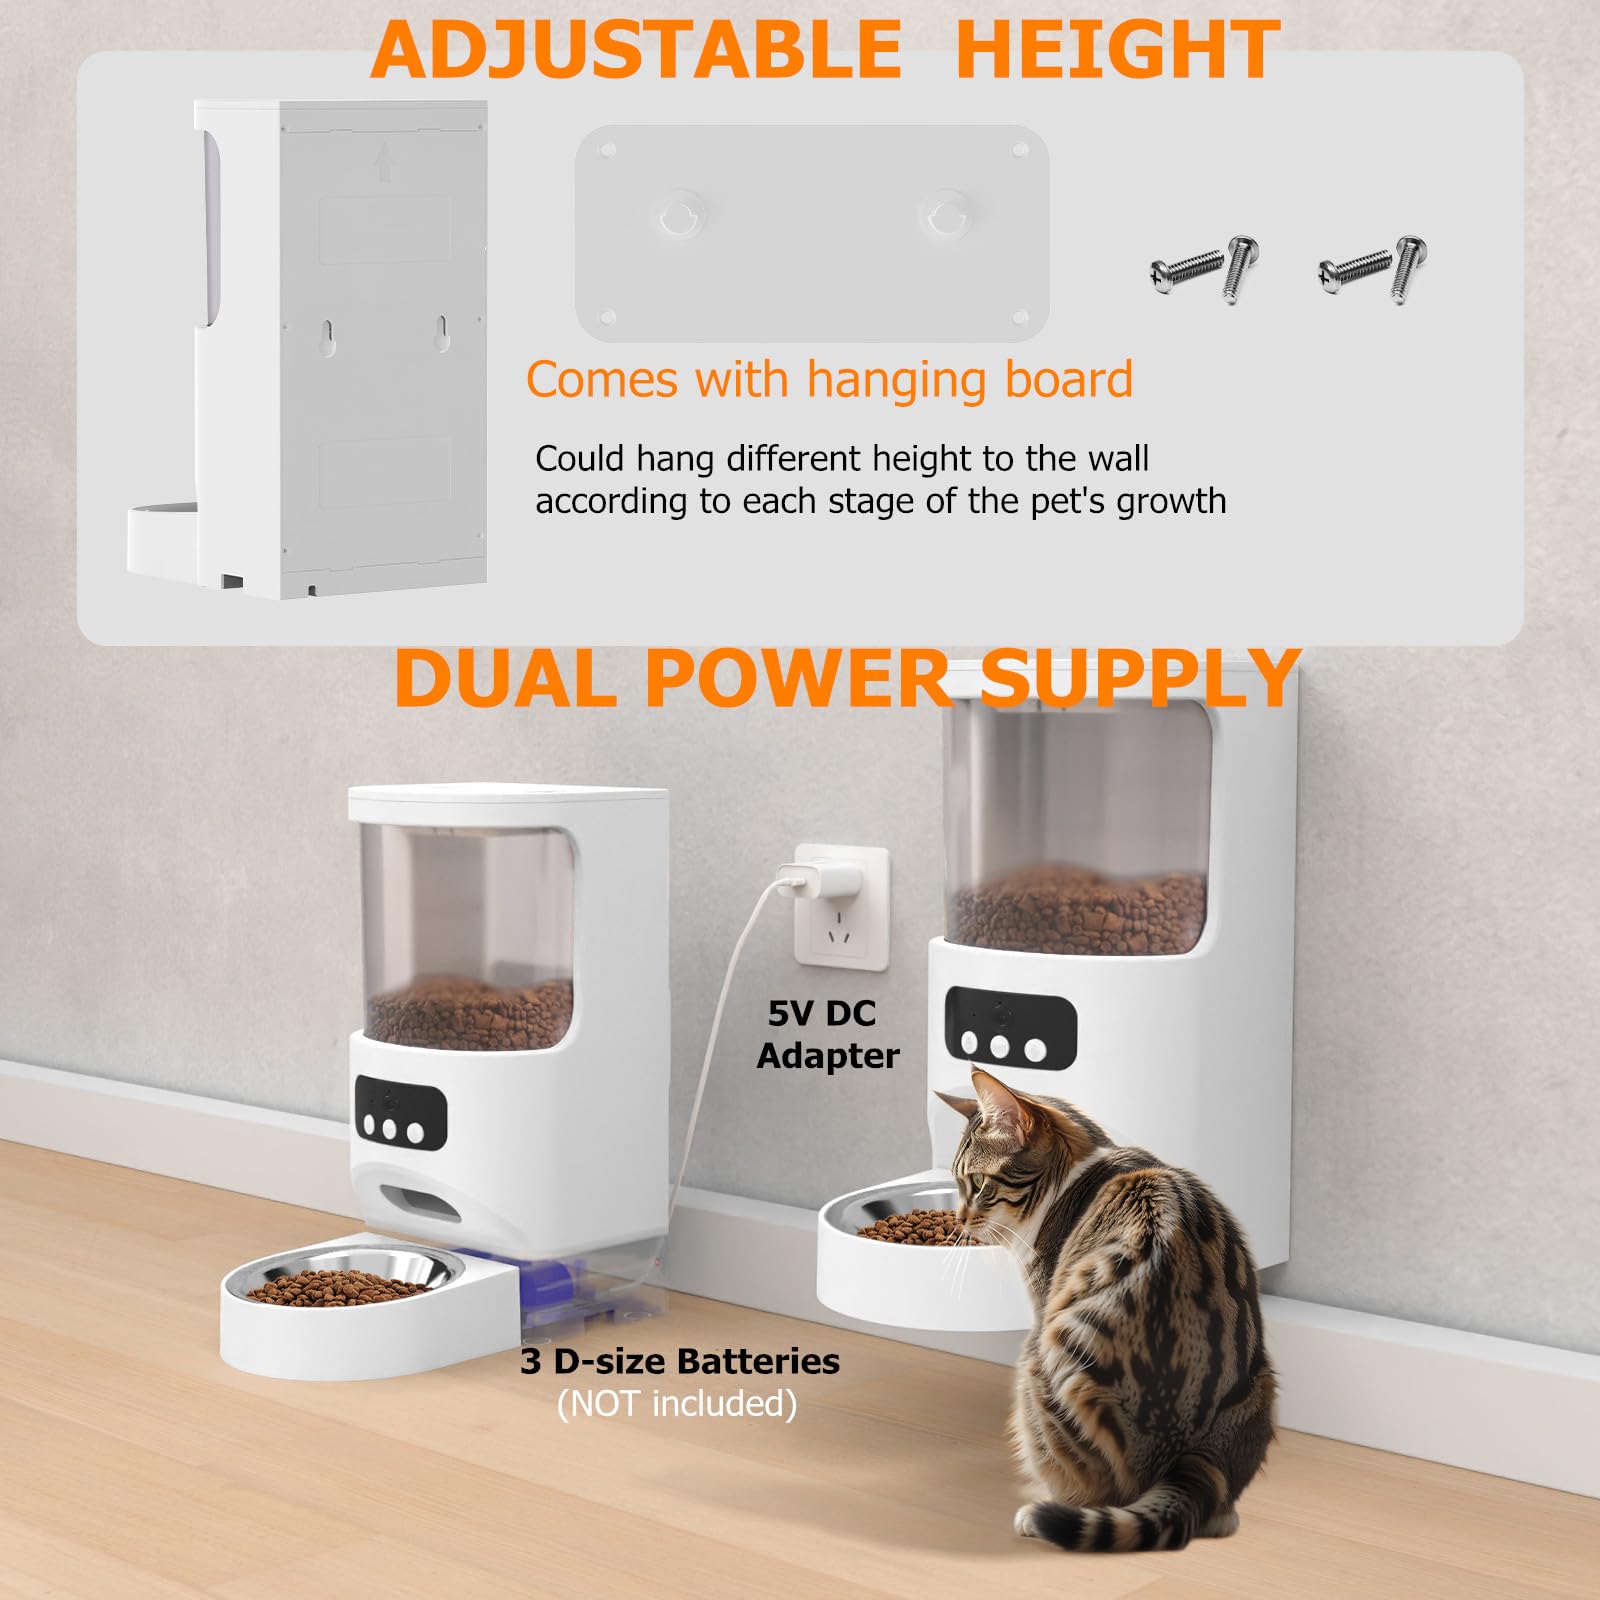 ADJUSTABLE HEIGHT
Comes with hanging board
Could hang different height to the wall
according to each stage of the pet's growth
DUAL POWER SUPPLY
5V DC
Adapter
3 D-size Batteries
(NOT included)